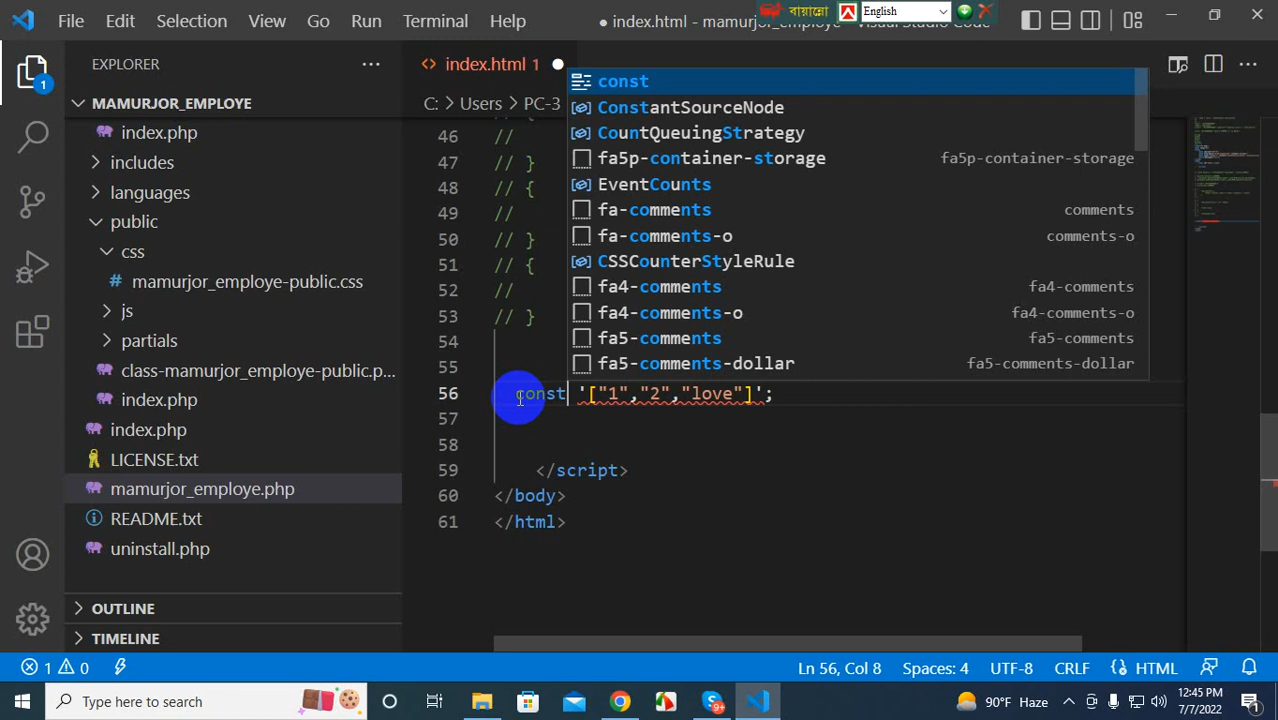 File Edit Selection View Go Run Terminal Help
● index.html - mamurjor_employe - Visual Studio Code
বায়ান্নো English
EXPLORER
MAMURJOR_EMPLOYE
index.php
includes
languages
public
css
# mamurjor_employe-public.css
js
partials
class-mamurjor_employe-public.p...
index.php
index.php
LICENSE.txt
mamurjor_employe.php
README.txt
uninstall.php
OUTLINE
TIMELINE
index.html 1
C: > Users > PC-3
const
ConstantSourceNode
CountQueuingStrategy
fa5p-container-storage fa5p-container-storage
EventCounts
fa-comments comments
fa-comments-o comments-o
CSSCounterStyleRule
fa4-comments fa4-comments
fa4-comments-o fa4-comments-o
fa5-comments fa5-comments
fa5-comments-dollar fa5-comments-dollar
46 //
47 // }
48 // {
49 //
50 // }
51 // {
52 //
53 // }
54
55
56 const '["1","2","love"]';
57
58
59 </script>
60 </body>
61 </html>
1 0 Ln 56, Col 8 Spaces: 4 UTF-8 CRLF HTML
Type here to search 9+ 90°F Haze 12:45 PM
7/7/2022 1